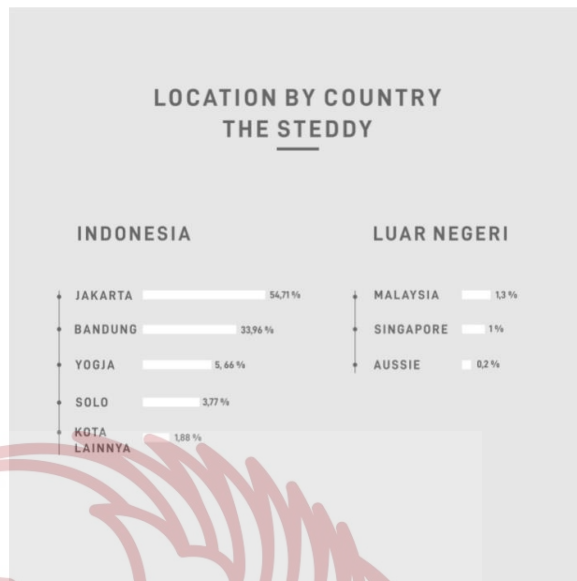 LOCATION BY COUNTRY
THE STEDDY
INDONESIA
JAKARTA 54,71 %
BANDUNG 33,96 %
YOGJA 5, 66 %
SOLO 3,77 %
KOTA
LAINNYA 1,88 %
LUAR NEGERI
MALAYSIA 1,3 %
SINGAPORE 1 %
AUSSIE 0,2 %